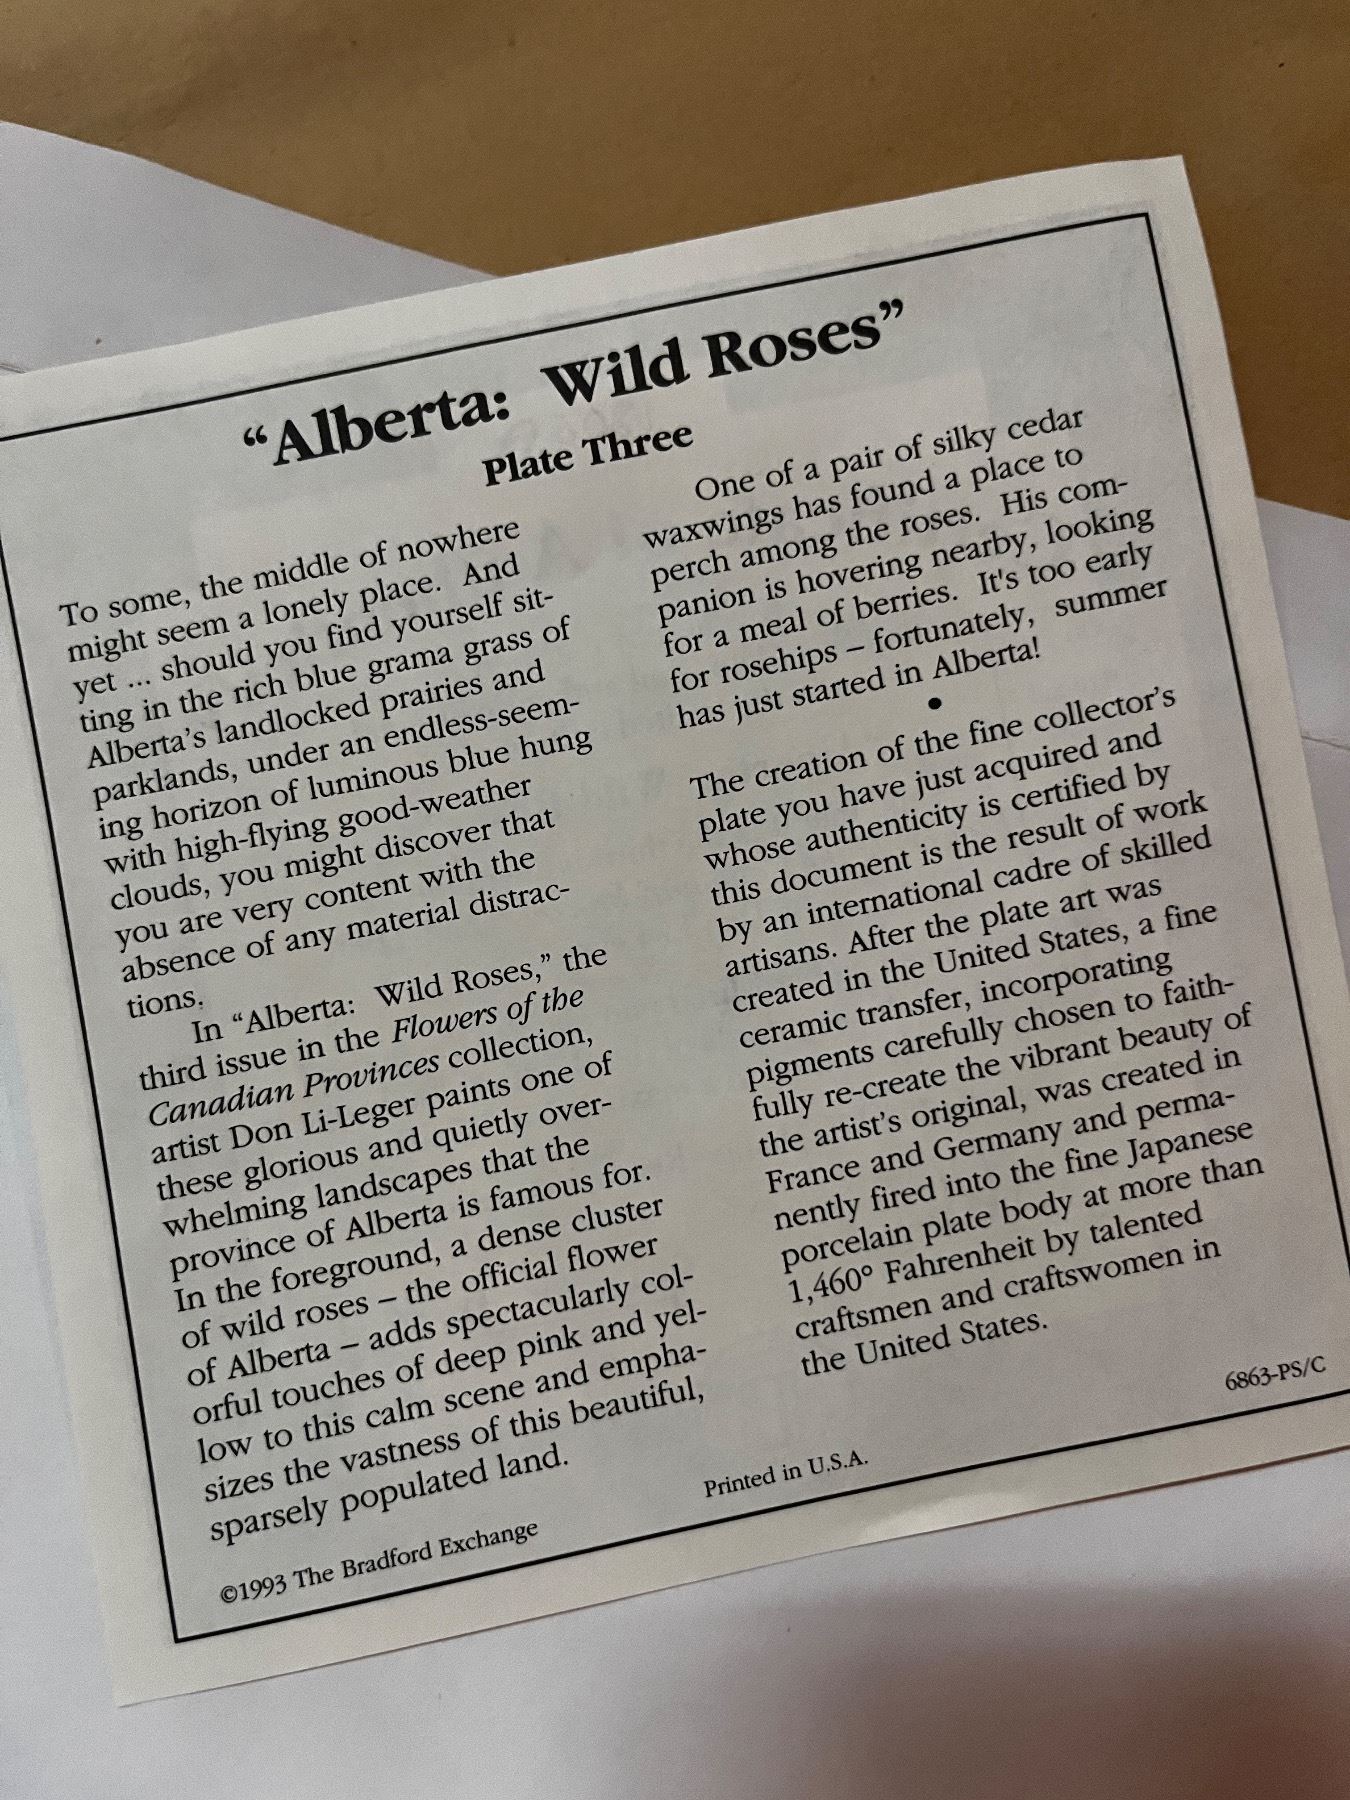 “Alberta: Wild Roses”
Plate Three
To some, the middle of nowhere
might seem a lonely place. And
yet ... should you find yourself sit-
ting in the rich blue grama grass of
Alberta’s landlocked prairies and
parklands, under an endless-seem-
ing horizon of luminous blue hung
with high-flying good-weather
clouds, you might discover that
you are very content with the
absence of any material distrac-
tions.
In “Alberta: Wild Roses,” the
third issue in the Flowers of the
Canadian Provinces collection,
artist Don Li-Leger paints one of
these glorious and quietly over-
whelming landscapes that the
province of Alberta is famous for.
In the foreground, a dense cluster
of wild roses – the official flower
of Alberta – adds spectacularly col-
orful touches of deep pink and yel-
low to this calm scene and empha-
sizes the vastness of this beautiful,
sparsely populated land.
One of a pair of silky cedar
waxwings has found a place to
perch among the roses. His com-
panion is hovering nearby, looking
for a meal of berries. It's too early
for rosehips – fortunately, summer
has just started in Alberta!
•
The creation of the fine collector’s
plate you have just acquired and
whose authenticity is certified by
this document is the result of work
by an international cadre of skilled
artisans. After the plate art was
created in the United States, a fine
ceramic transfer, incorporating
pigments carefully chosen to faith-
fully re-create the vibrant beauty of
the artist’s original, was created in
France and Germany and perma-
nently fired into the fine Japanese
porcelain plate body at more than
1,460° Fahrenheit by talented
craftsmen and craftswomen in
the United States.
6863-PS/C
©1993 The Bradford Exchange
Printed in U.S.A.